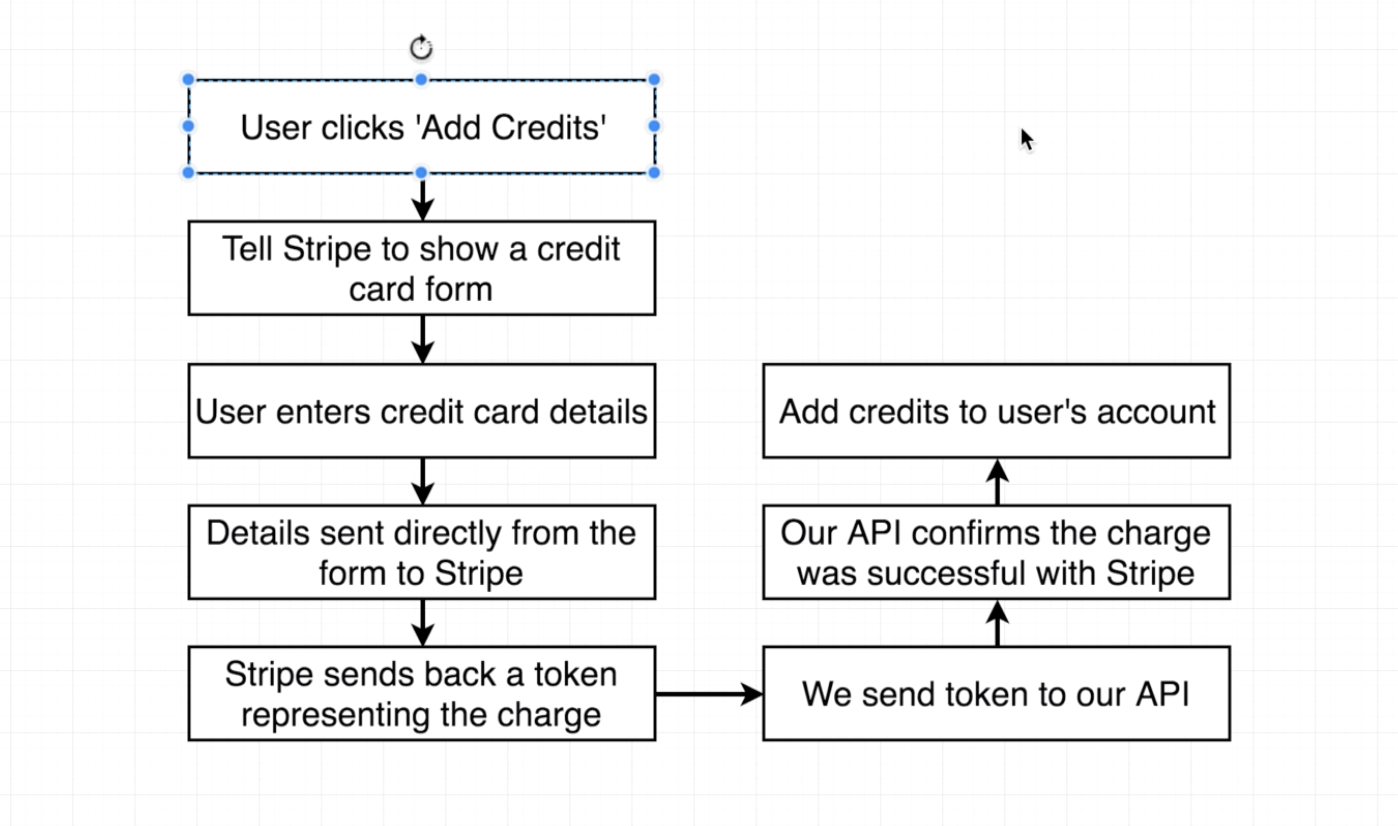 User clicks 'Add Credits'
Tell Stripe to show a credit
card form
User enters credit card details
Details sent directly from the
form to Stripe
Stripe sends back a token
representing the charge
We send token to our API
Our API confirms the charge
was successful with Stripe
Add credits to user's account